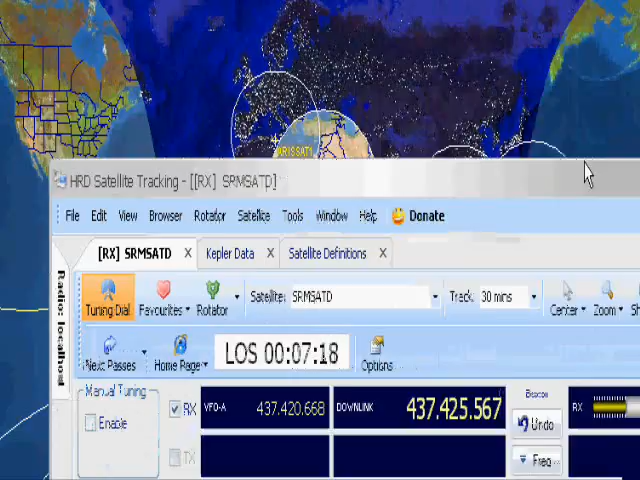 ARISSAT1
HRD Satellite Tracking - [[RX] SRMSATD]
File Edit View Browser Rotator Satellite Tools Window Help Donate
[RX] SRMSATD X Kepler Data X Satellite Definitions X
Radio: localhost
Tuning Dial Favourites Rotator Satellite: SRMSATD Track: 30 mins Center Zoom
Next Passes Home Page LOS 00:07:18 Options
Manual Tuning
Enable
RX VFO-A 437.420.668 DOWNLINK 437.425.567
Beacon
Undo
RX
TX
Freq...